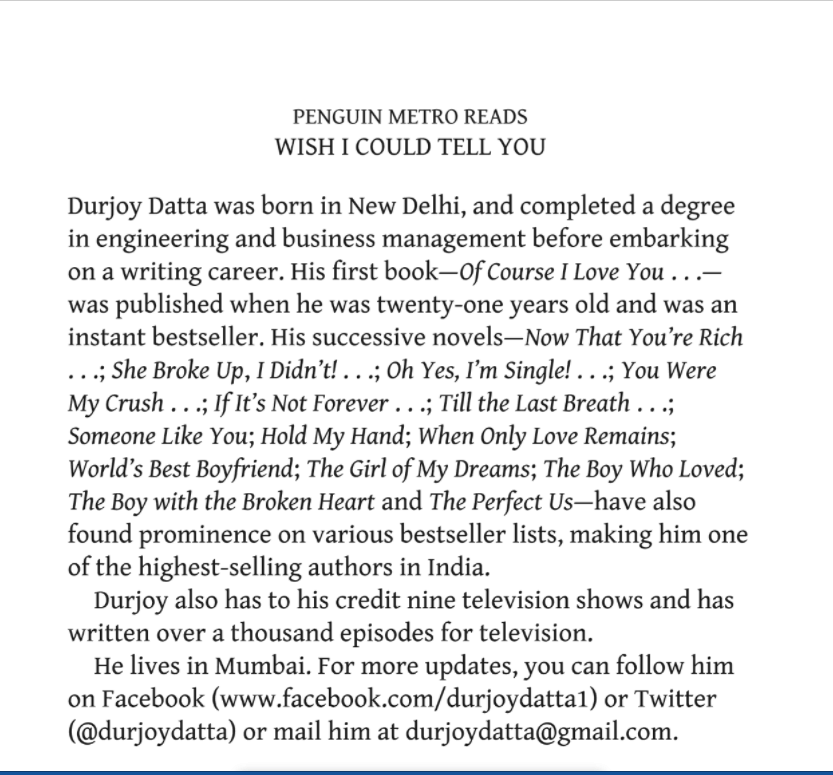 PENGUIN METRO READS
WISH I COULD TELL YOU
Durjoy Datta was born in New Delhi, and completed a degree
in engineering and business management before embarking
on a writing career. His first book—Of Course I Love You . . .—
was published when he was twenty-one years old and was an
instant bestseller. His successive novels—Now That You’re Rich
. . .; She Broke Up, I Didn’t! . . .; Oh Yes, I’m Single! . . .; You Were
My Crush . . .; If It’s Not Forever . . .; Till the Last Breath . . .;
Someone Like You; Hold My Hand; When Only Love Remains;
World’s Best Boyfriend; The Girl of My Dreams; The Boy Who Loved;
The Boy with the Broken Heart and The Perfect Us—have also
found prominence on various bestseller lists, making him one
of the highest-selling authors in India.
Durjoy also has to his credit nine television shows and has
written over a thousand episodes for television.
He lives in Mumbai. For more updates, you can follow him
on Facebook (www.facebook.com/durjoydatta1) or Twitter
(@durjoydatta) or mail him at durjoydatta@gmail.com.